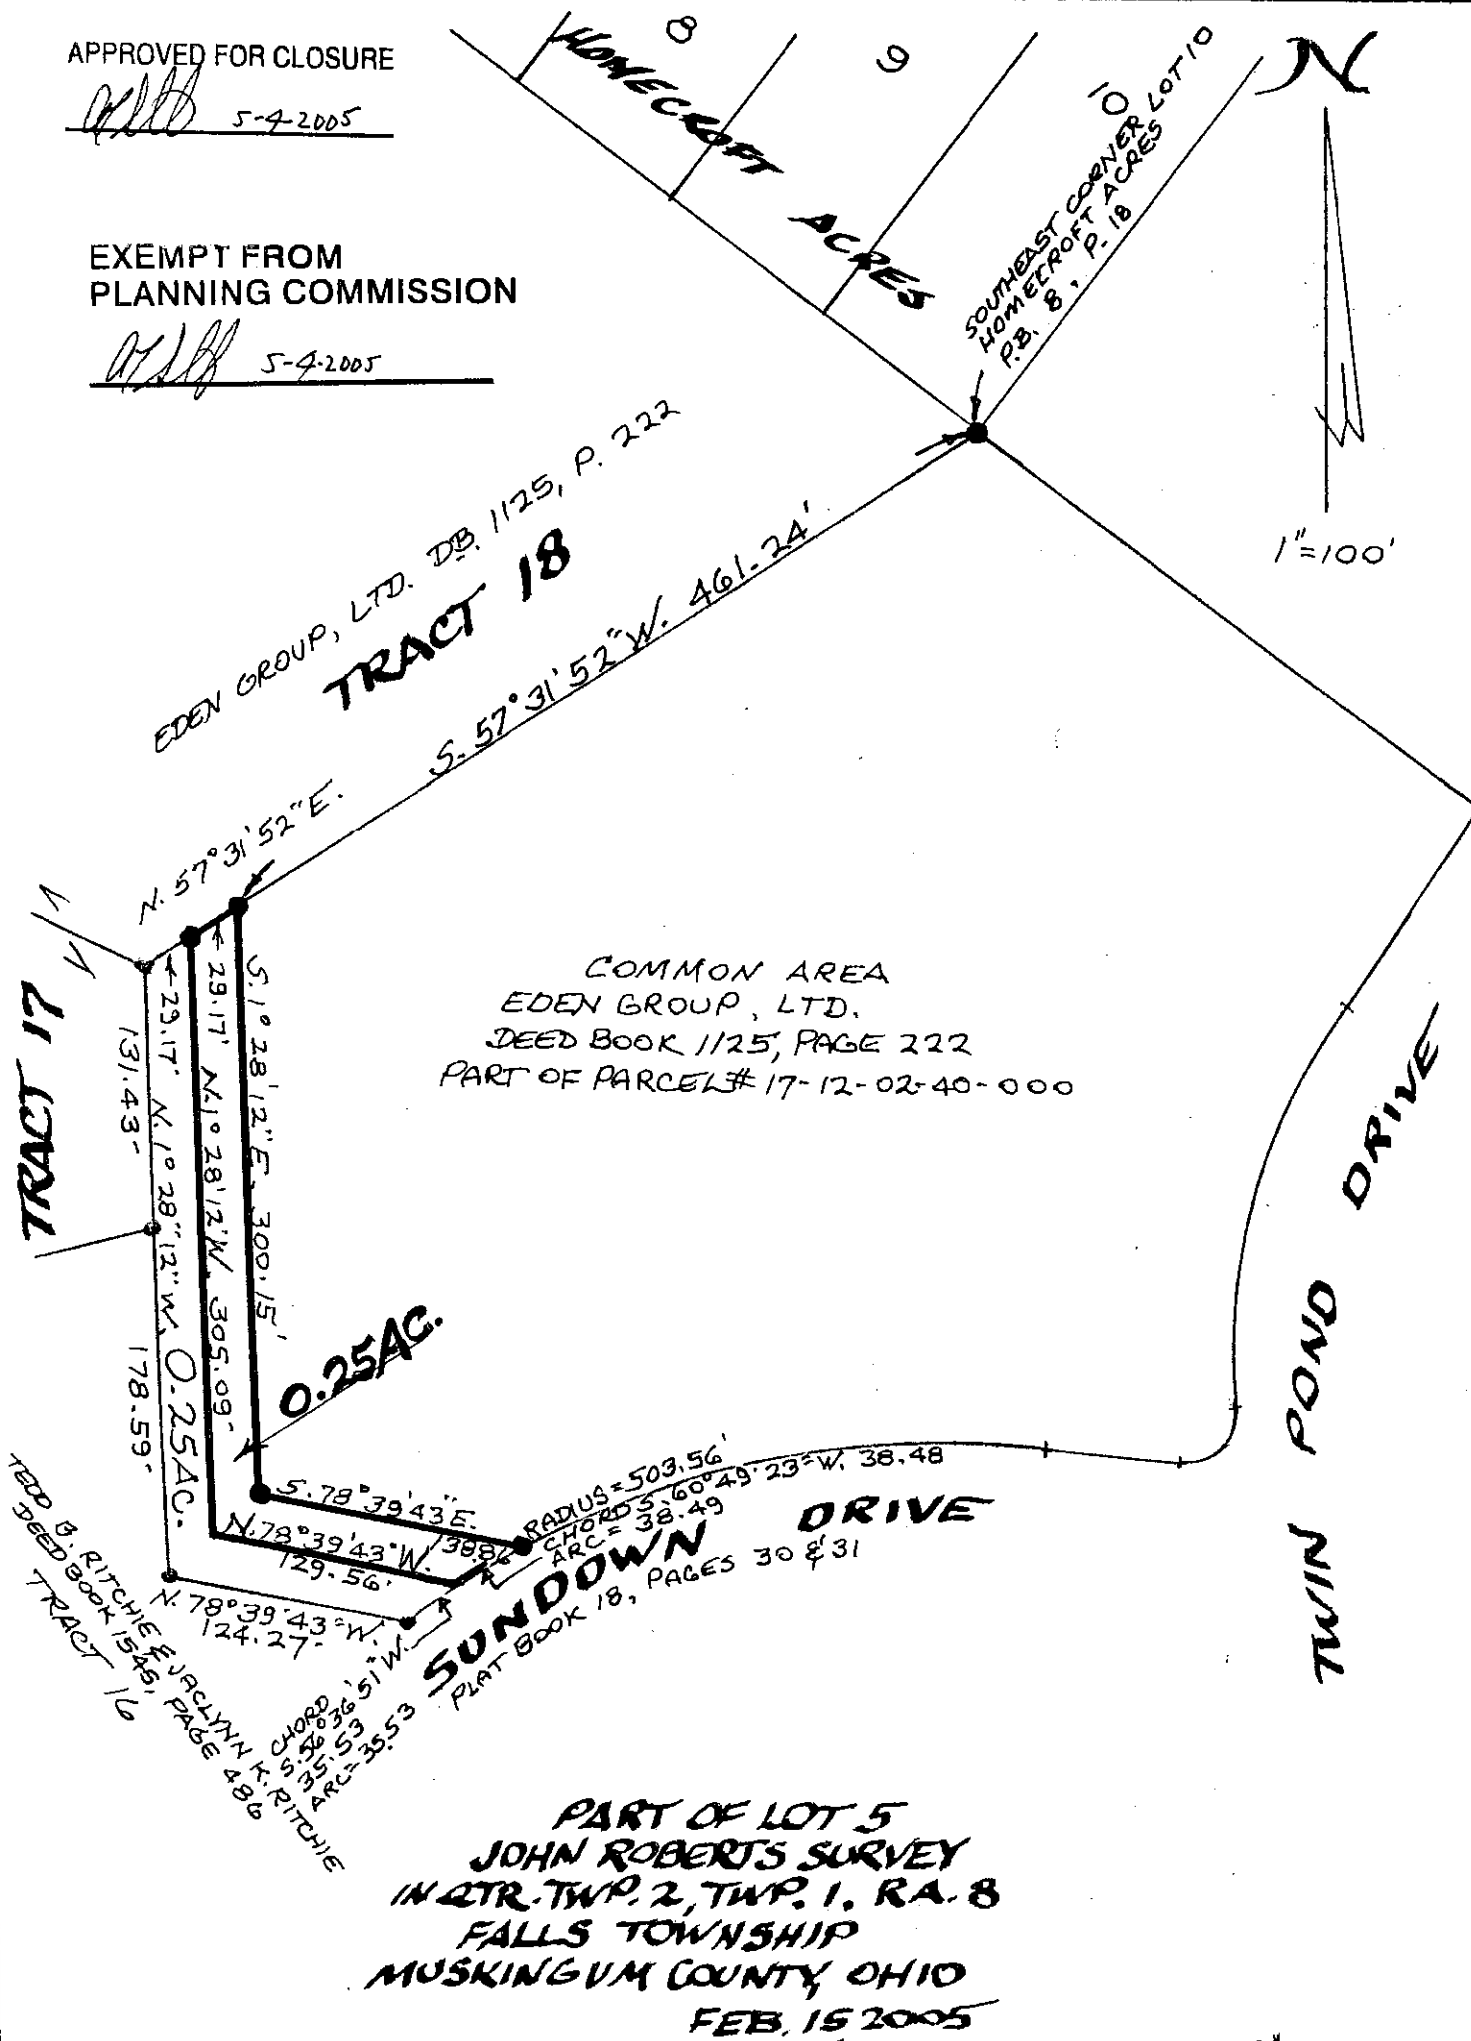 APPROVED FOR CLOSURE
5-4-2005
EXEMPT FROM
PLANNING COMMISSION
5-4-2005
8
9
10
HOMECROFT ACRES
SOUTHEAST CORNER LOT 10
HOMECROFT ACRES
P.B. 8, P. 18
N
1"=100'
EDEN GROUP, LTD. DB. 1125, P. 222
TRACT 18
S. 57° 31' 52" W. 461.24'
N. 57° 31' 52" E.
TRACT 17
29.17'
29.17'
131.43'
N. 1° 28' 12" W.
178.59'
0.25 AC.
N. 1° 28' 12" W. 305.09'
S. 1° 28' 12" E. 300.15'
COMMON AREA
EDEN GROUP, LTD.
DEED BOOK 1125, PAGE 222
PART OF PARCEL# 17-12-02-40-000
0.25 AC.
S. 78° 39' 43" E.
138.86'
N. 78° 39' 43" W.
129.56'
N. 78° 39' 43" W.
124.27'
RADIUS = 503.56'
CHORD S. 60° 49' 23" W. 38.48
ARC = 38.49
SUNDOWN DRIVE
PLAT BOOK 18, PAGES 30 & 31
CHORD
S. 56° 36' 51" W.
35.53
ARC = 35.53
TWIN POND DRIVE
TEDD B. RITCHIE & JACLYNN K. RITCHIE
DEED BOOK 1545, PAGE 486
TRACT 16
PART OF LOT 5
JOHN ROBERTS SURVEY
IN QTR. TWP. 2, TWP. 1. RA. 8
FALLS TOWNSHIP
MUSKINGUM COUNTY, OHIO
FEB. 15 2005